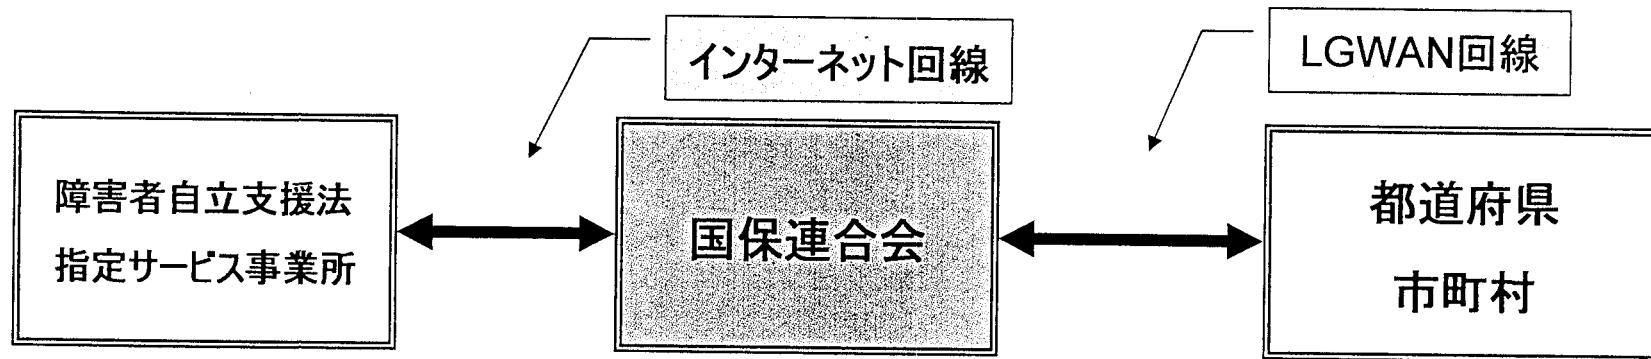 インターネット回線
LGWAN回線
障害者自立支援法
指定サービス事業所
国保連合会
都道府県
市町村